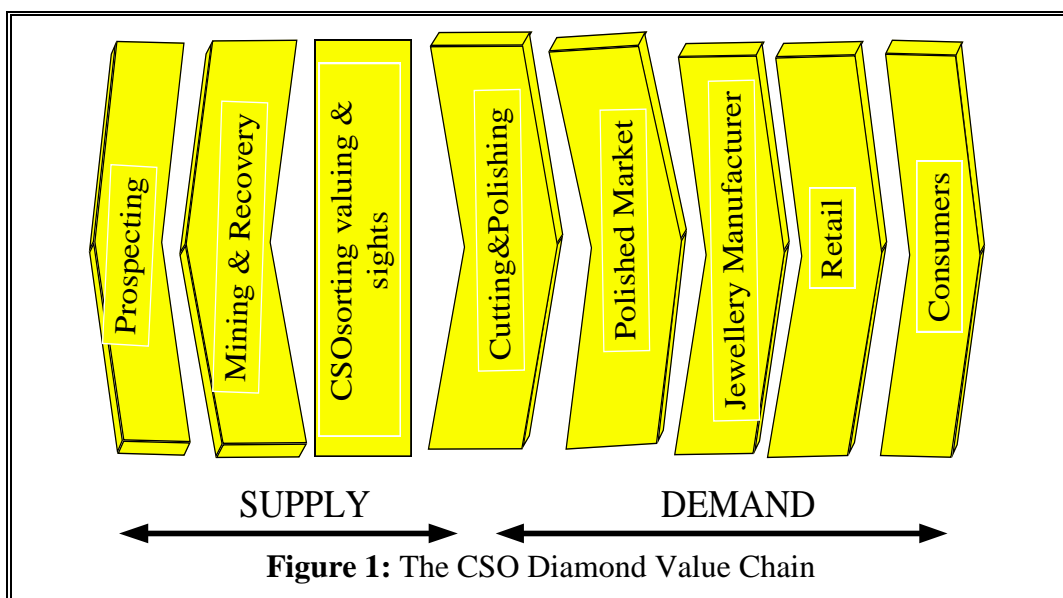 Prospecting
Mining & Recovery
CSOsorting valuing &
sights
Cutting&Polishing
Polished Market
Jewellery Manufacturer
Retail
Consumers
SUPPLY
DEMAND
Figure 1: The CSO Diamond Value Chain